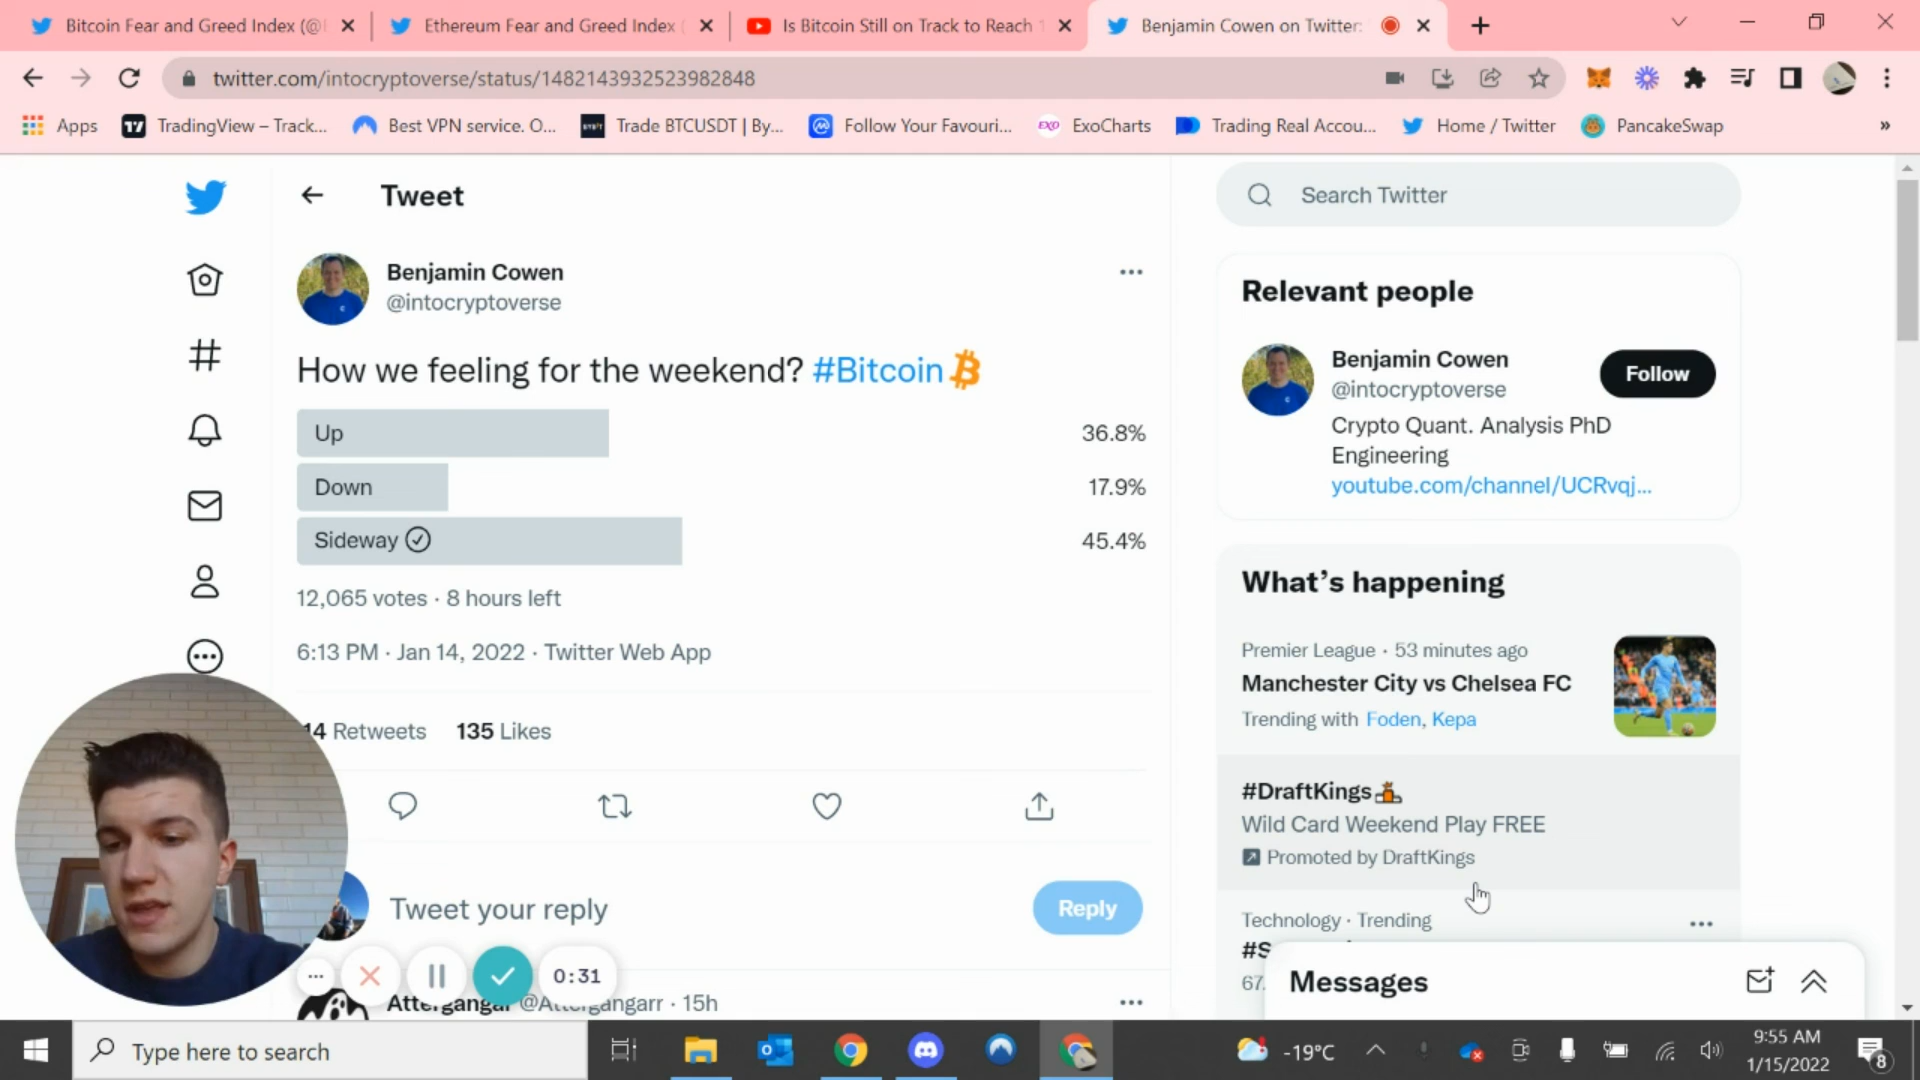 Bitcoin Fear and Greed Index (@
Ethereum Fear and Greed Index (
Is Bitcoin Still on Track to Reach
Benjamin Cowen on Twitter:
twitter.com/intocryptoverse/status/1482143932523982848
Apps
TradingView – Track...
Best VPN service. O...
Trade BTCUSDT | By...
Follow Your Favouri...
EXO
ExoCharts
Trading Real Accou...
Home / Twitter
PancakeSwap
»
Tweet
Search Twitter
Benjamin Cowen
@intocryptoverse
How we feeling for the weekend? #Bitcoin
Up 36.8%
Down 17.9%
Sideway 45.4%
12,065 votes · 8 hours left
6:13 PM · Jan 14, 2022 · Twitter Web App
14 Retweets 135 Likes
Tweet your reply
Reply
0:31
Attergangar @Attergangarr · 15h
Relevant people
Benjamin Cowen
@intocryptoverse
Follow
Crypto Quant. Analysis PhD
Engineering
youtube.com/channel/UCRvqj...
What's happening
Premier League · 53 minutes ago
Manchester City vs Chelsea FC
Trending with Foden, Kepa
#DraftKings
Wild Card Weekend Play FREE
Promoted by DraftKings
Technology · Trending
#S
67.
Messages
Type here to search
-19°C
9:55 AM
1/15/2022
8